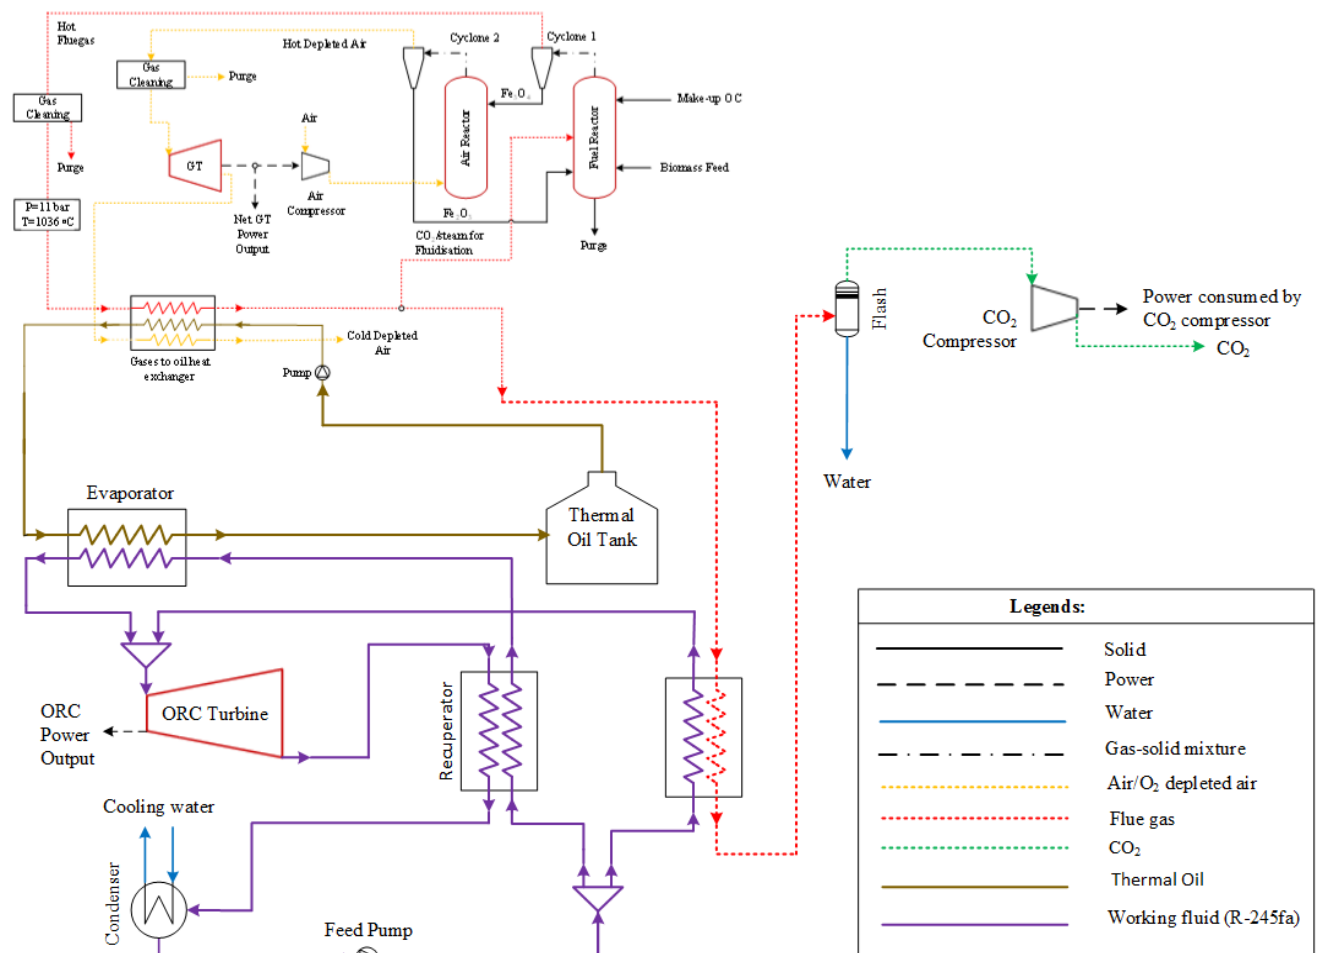 Hot
Fluegas
Hot Depleted Air
Cyclone 2
Cyclone 1
Gas
Cleaning
Purge
Gas
Cleaning
Purge
Fe3O4
Make-up OC
Air Reactor
Fuel Reactor
Air
GT
Biomass Feed
P=11 bar
T=1036 °C
Air
Compressor
Net GT
Power
Output
Fe2O3
CO2/steam for
Fluidisation
Purge
Cold Depleted
Air
Gases to oil heat
exchanger
Pump
Flash
CO2
Compressor
Power consumed by
CO2 compressor
CO2
Water
Evaporator
Thermal
Oil Tank
ORC
Power
Output
ORC Turbine
Recuperator
Cooling water
Condenser
Feed Pump
Legends:
Solid
Power
Water
Gas-solid mixture
Air/O2 depleted air
Flue gas
CO2
Thermal Oil
Working fluid (R-245fa)